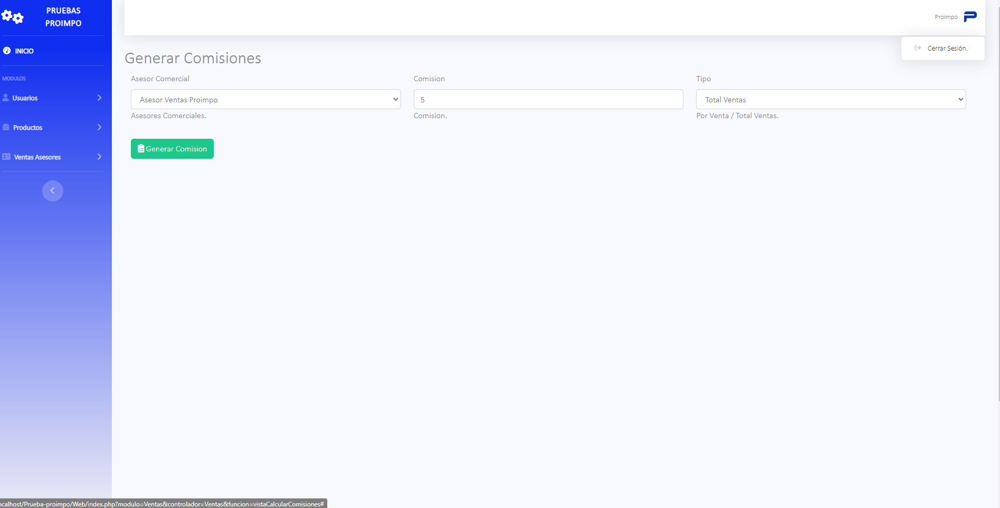 PRUEBAS
PROIMPO
INICIO
MODULOS
Usuarios
Productos
Ventas Asesores
Proimpo
Cerrar Sesión.
Generar Comisiones
Asesor Comercial
Comision
Tipo
Asesor Ventas Proimpo
5
Total Ventas
Asesores Comerciales.
Comision.
Por Venta / Total Ventas.
Generar Comision
ocalhost/Prueba-proimpo/Web/index.php?modulo=Ventas&controlador=Ventas&funcion=vistaCalcularComisiones#